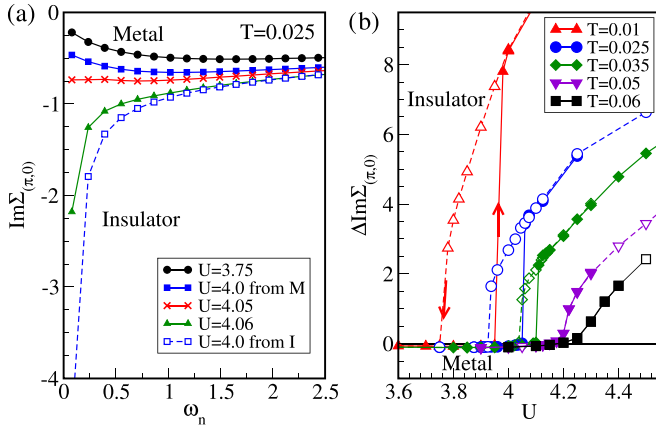 (a)
Metal
T=0.025
Insulator
U=3.75
U=4.0 from M
U=4.05
U=4.06
U=4.0 from I
0
-1
-2
-3
-4
0
0.5
1
1.5
2
2.5
ImΣ(π,0)
ωn
(b)
T=0.01
T=0.025
T=0.035
T=0.05
T=0.06
Insulator
Metal
8
6
4
2
0
3.6
3.8
4
4.2
4.4
ΔImΣ(π,0)
U